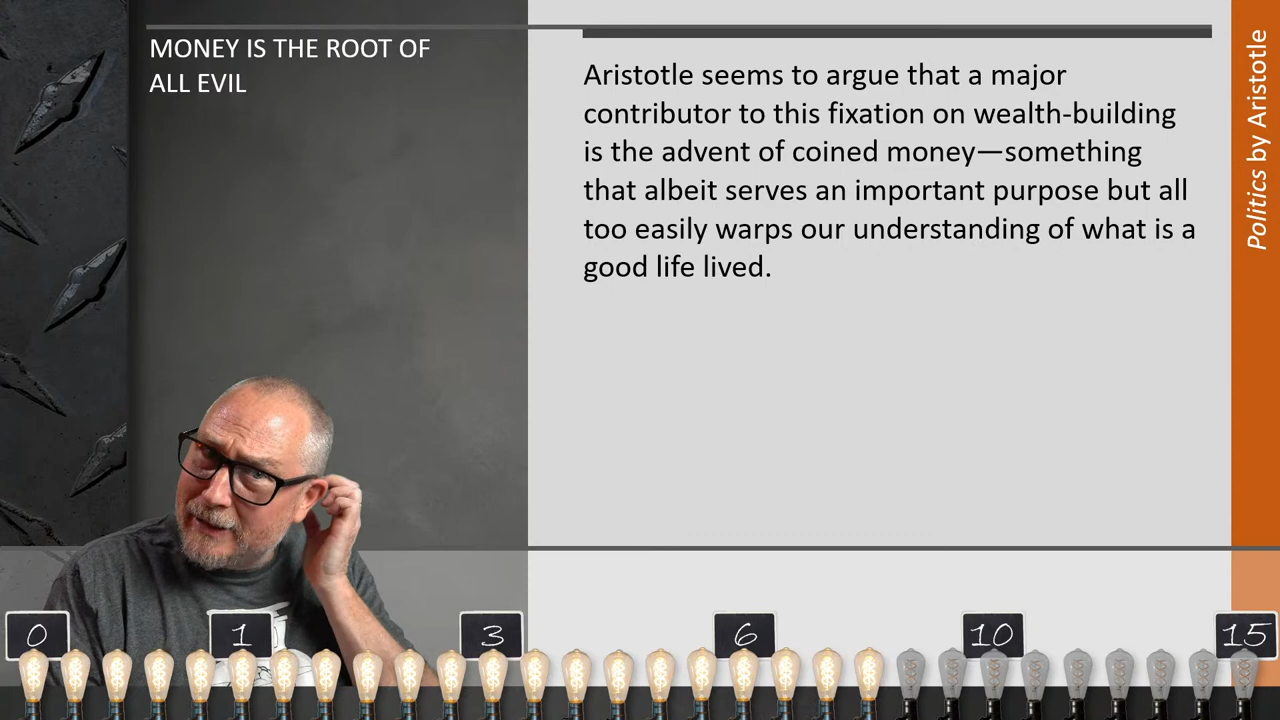 MONEY IS THE ROOT OF
ALL EVIL
Aristotle seems to argue that a major
contributor to this fixation on wealth-building
is the advent of coined money—something
that albeit serves an important purpose but all
too easily warps our understanding of what is a
good life lived.
Politics by Aristotle
0
1
3
6
10
15